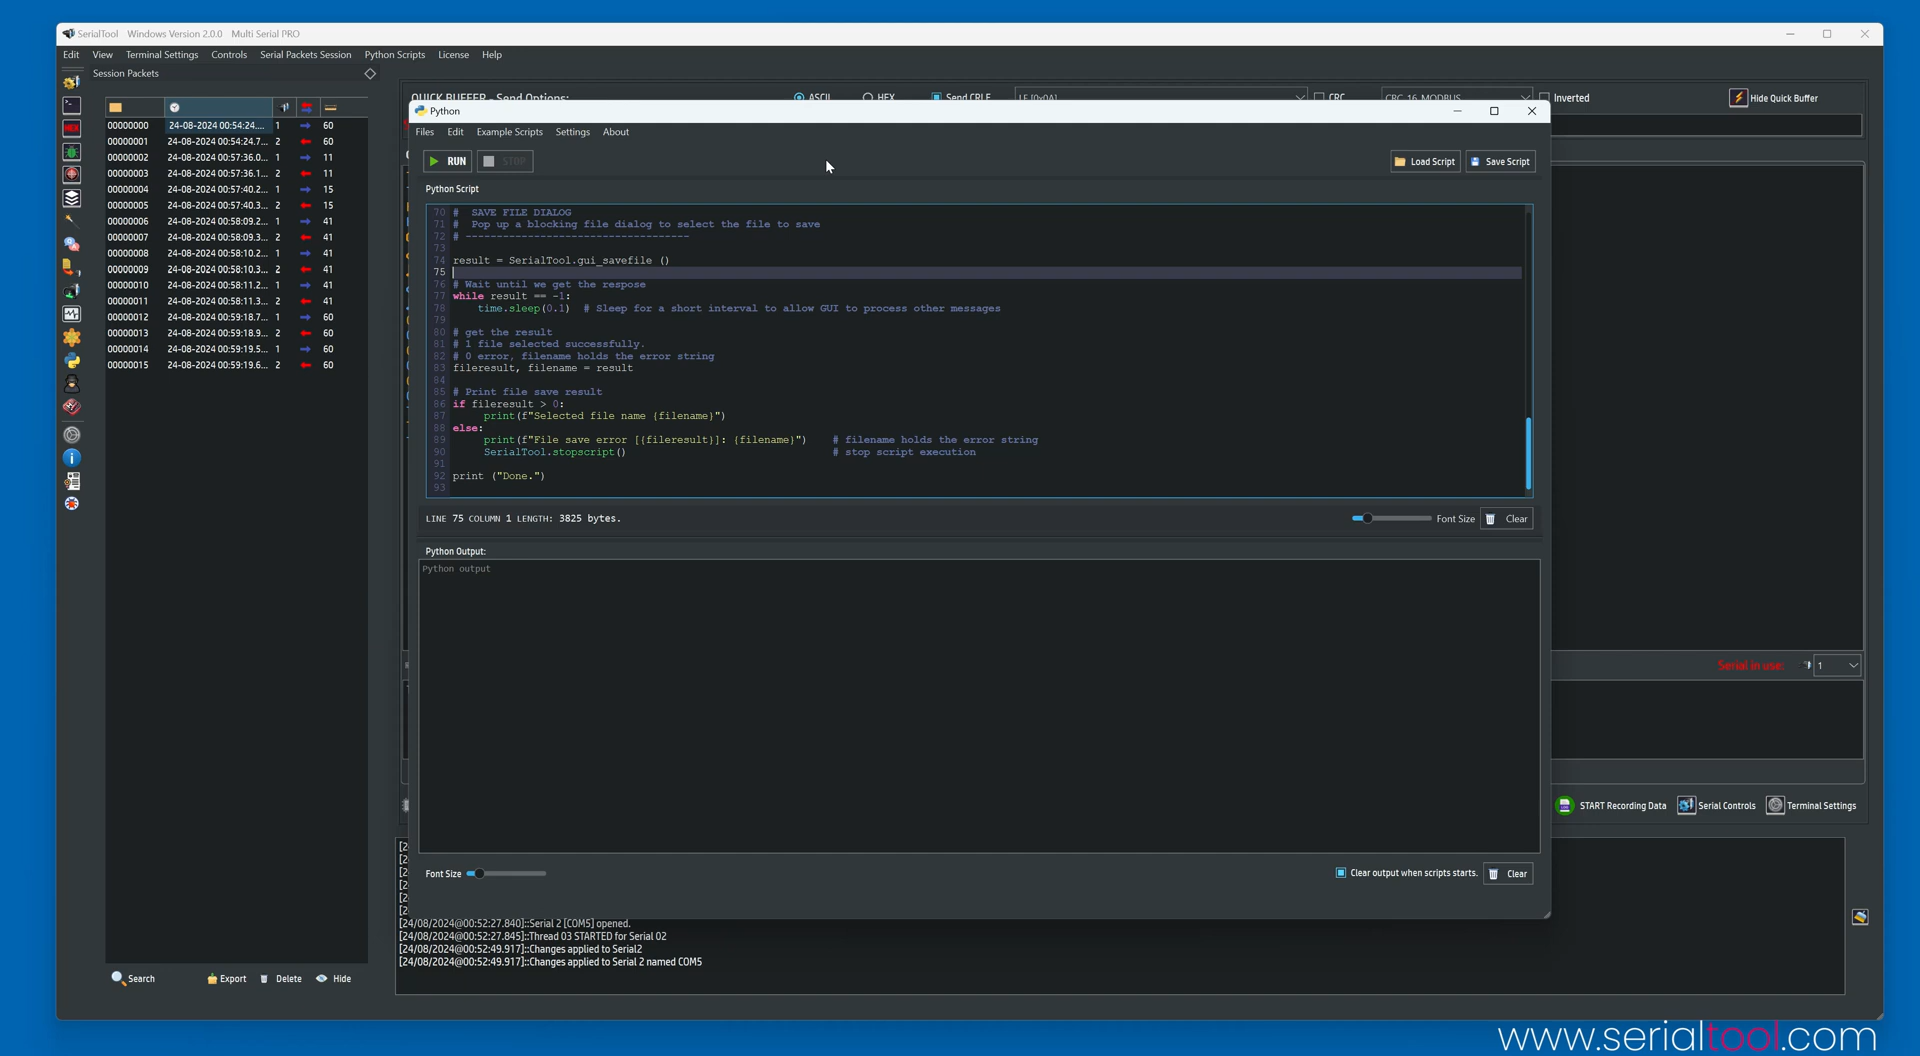 SerialTool Windows Version 2.0.0 Multi Serial PRO
Edit View Terminal Settings Controls Serial Packets Session Python Scripts License Help
Session Packets
QUICK BUFFER - Send Options: ASCII HEX Send CRLF LF [0x0A] CRC CRC-16 MODBUS Inverted Hide Quick Buffer
00000000 24-08-2024 00:54:24.... 1 60
00000001 24-08-2024 00:54:24.7... 2 60
00000002 24-08-2024 00:57:36.0... 1 11
00000003 24-08-2024 00:57:36.1... 2 11
00000004 24-08-2024 00:57:40.2... 1 15
00000005 24-08-2024 00:57:40.3... 2 15
00000006 24-08-2024 00:58:09.2... 1 41
00000007 24-08-2024 00:58:09.3... 2 41
00000008 24-08-2024 00:58:10.2... 1 41
00000009 24-08-2024 00:58:10.3... 2 41
00000010 24-08-2024 00:58:11.2... 1 41
00000011 24-08-2024 00:58:11.3... 2 41
00000012 24-08-2024 00:59:18.7... 1 60
00000013 24-08-2024 00:59:18.9... 2 60
00000014 24-08-2024 00:59:19.5... 1 60
00000015 24-08-2024 00:59:19.6... 2 60
Search Export Delete Hide
Python
Files Edit Example Scripts Settings About
RUN STOP Load Script Save Script
Python Script
70 # SAVE FILE DIALOG
71 # Pop up a blocking file dialog to select the file to save
72 # ------------------------------------
73
74 result = SerialTool.gui_savefile ()
75
76 # Wait until we get the respose
77 while result == -1:
78 time.sleep(0.1) # Sleep for a short interval to allow GUI to process other messages
79
80 # get the result
81 # 1 file selected successfully.
82 # 0 error, filename holds the error string
83 fileresult, filename = result
84
85 # Print file save result
86 if fileresult > 0:
87 print(f"Selected file name {filename}")
88 else:
89 print(f"File save error [{fileresult}]: {filename}") # filename holds the error string
90 SerialTool.stopscript() # stop script execution
91
92 print ("Done.")
93
LINE 75 COLUMN 1 LENGTH: 3825 bytes. Font Size Clear
Python Output:
Python output
Font Size Clear output when scripts starts. Clear
Serial in use: 1
START Recording Data Serial Controls Terminal Settings
[24/08/2024@00:52:27.840]::Serial 2 [COM5] opened.
[24/08/2024@00:52:27.845]::Thread 03 STARTED for Serial 02
[24/08/2024@00:52:49.917]::Changes applied to Serial2
[24/08/2024@00:52:49.917]::Changes applied to Serial 2 named COM5
www.serialtool.com